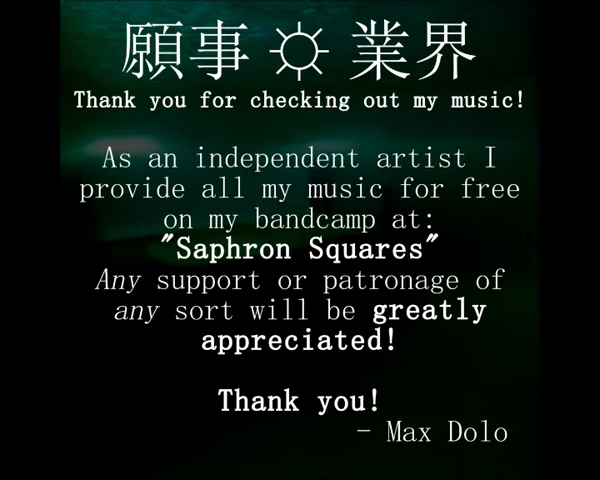 願事☼業界
Thank you for checking out my music!
As an independent artist I
provide all my music for free
on my bandcamp at:
"Saphron Squares"
Any support or patronage of
any sort will be greatly
appreciated!
Thank you!
- Max Dolo